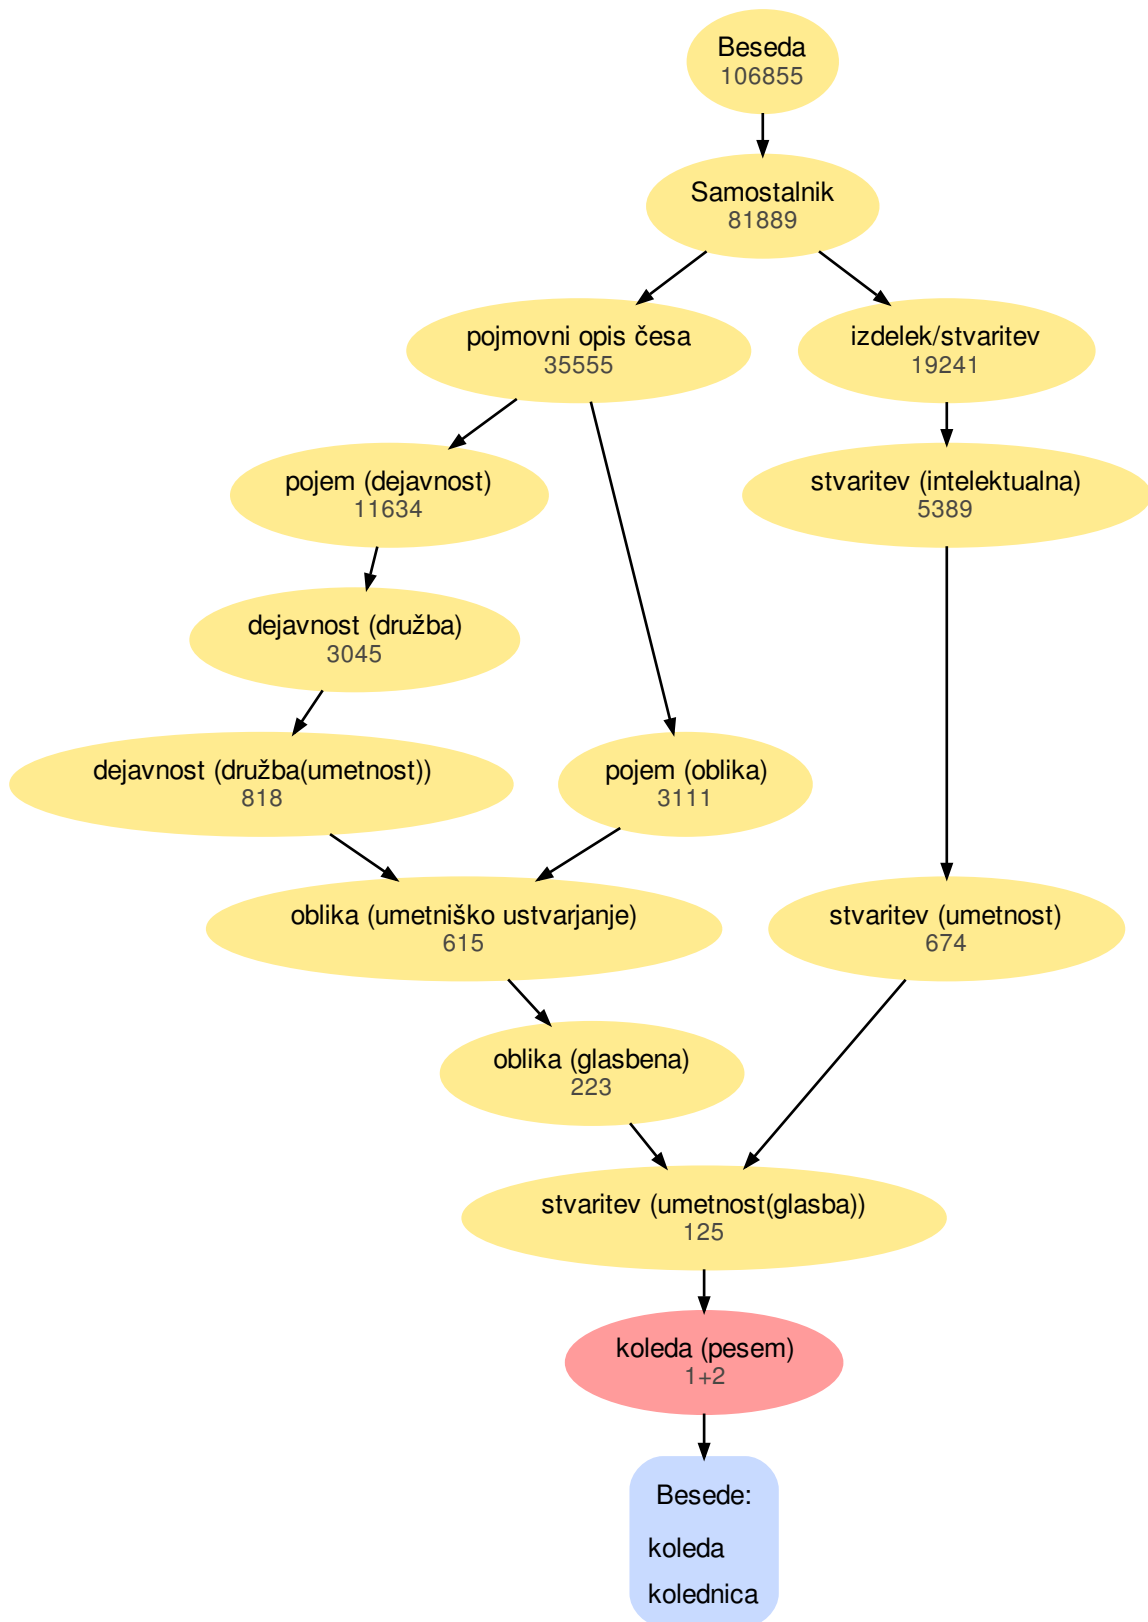 Beseda
106855
Samostalnik
81889
pojmovni opis česa
35555
izdelek/stvaritev
19241
pojem (dejavnost)
11634
stvaritev (intelektualna)
5389
dejavnost (družba)
3045
dejavnost (družba(umetnost))
818
pojem (oblika)
3111
oblika (umetniško ustvarjanje)
615
stvaritev (umetnost)
674
oblika (glasbena)
223
stvaritev (umetnost(glasba))
125
koleda (pesem)
1+2
Besede:
koleda
kolednica